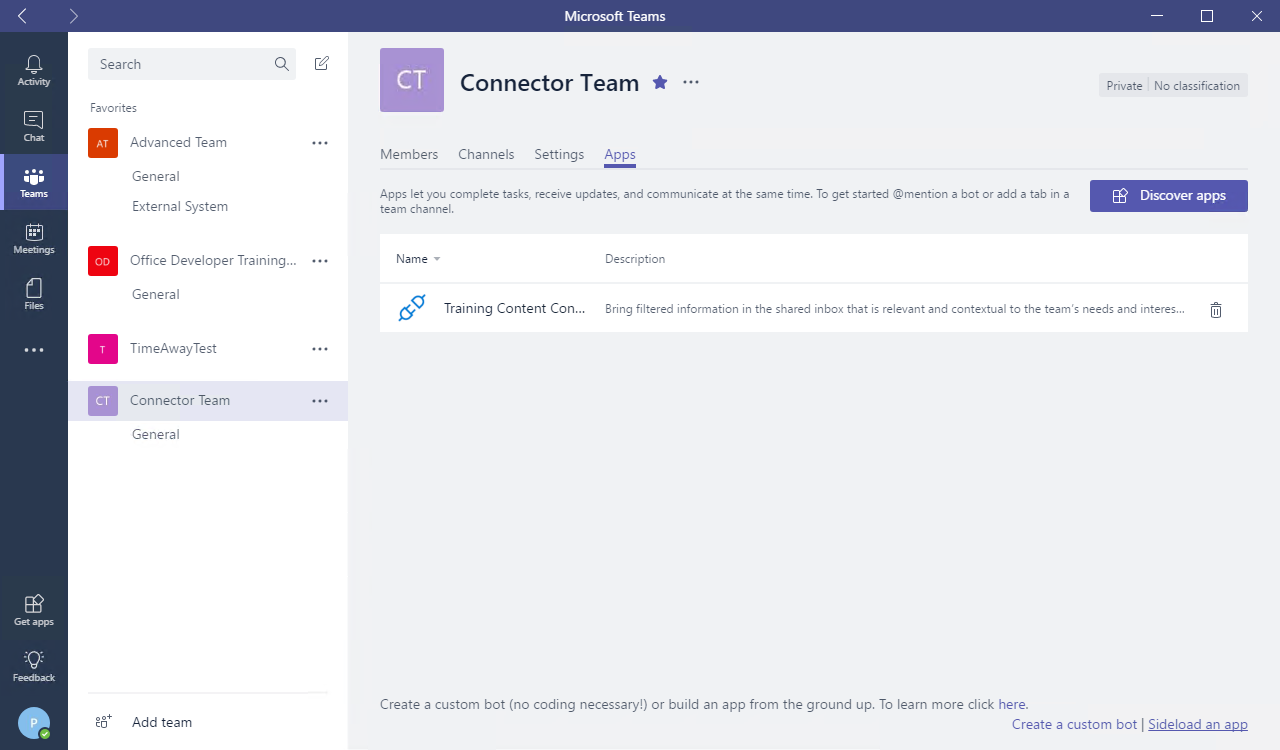 Microsoft Teams
Activity
Chat
Teams
Meetings
Files
Get apps
Feedback
P
Search
Favorites
AT Advanced Team
General
External System
OD Office Developer Training...
General
T TimeAwayTest
CT Connector Team
General
Add team
CT Connector Team
Private No classification
Members Channels Settings Apps
Apps let you complete tasks, receive updates, and communicate at the same time. To get started @mention a bot or add a tab in a
team channel.
Discover apps
Name Description
Training Content Con... Bring filtered information in the shared inbox that is relevant and contextual to the team's needs and interes...
Create a custom bot (no coding necessary!) or build an app from the ground up. To learn more click here.
Create a custom bot | Sideload an app